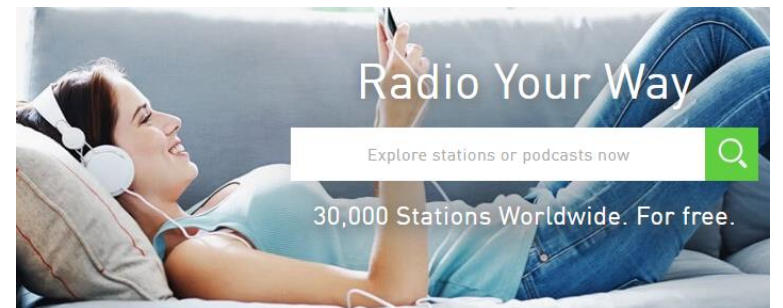 Radio Your Way
Explore stations or podcasts now
30,000 Stations Worldwide. For free.